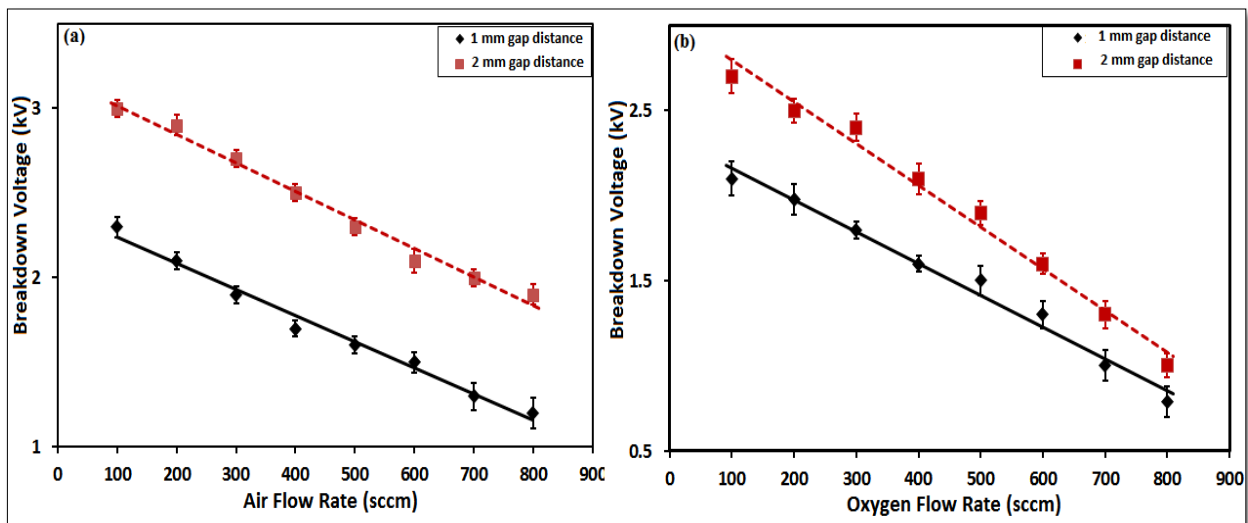 (a)
1 mm gap distance
2 mm gap distance
Breakdown Voltage (kV)
3
2
1
0 100 200 300 400 500 600 700 800 900
Air Flow Rate (sccm)
(b)
1 mm gap distance
2 mm gap distance
Breakdown Voltage (kV)
2.5
1.5
0.5
0 100 200 300 400 500 600 700 800 900
Oxygen Flow Rate (sccm)